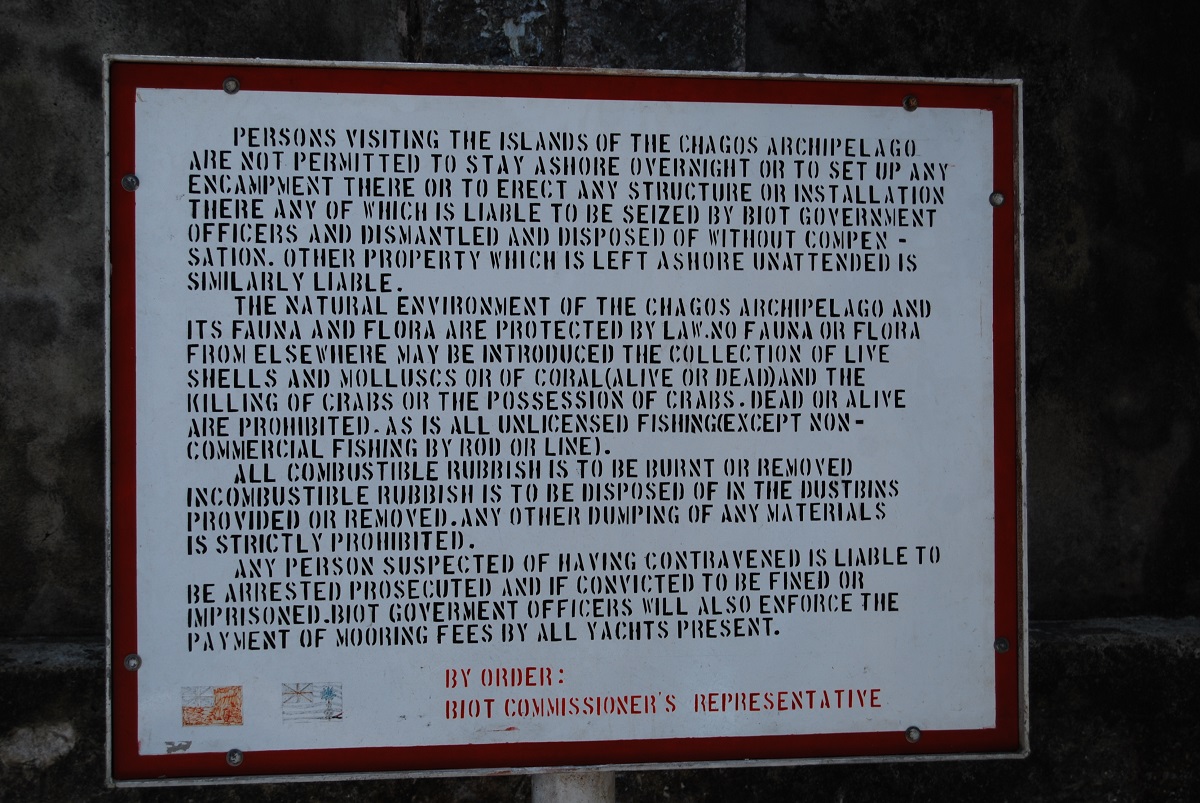 PERSONS VISITING THE ISLANDS OF THE CHAGOS ARCHIPELAGO
ARE NOT PERMITTED TO STAY ASHORE OVERNIGHT OR TO SET UP ANY
ENCAMPMENT THERE OR TO ERECT ANY STRUCTURE OR INSTALLATION
THERE ANY OF WHICH IS LIABLE TO BE SEIZED BY BIOT GOVERNMENT
OFFICERS AND DISMANTLED AND DISPOSED OF WITHOUT COMPEN -
SATION. OTHER PROPERTY WHICH IS LEFT ASHORE UNATTENDED IS
SIMILARLY LIABLE.
THE NATURAL ENVIRONMENT OF THE CHAGOS ARCHIPELAGO AND
ITS FAUNA AND FLORA ARE PROTECTED BY LAW.NO FAUNA OR FLORA
FROM ELSEWHERE MAY BE INTRODUCED THE COLLECTION OF LIVE
SHELLS AND MOLLUSCS OR OF CORAL(ALIVE OR DEAD)AND THE
KILLING OF CRABS OR THE POSSESSION OF CRABS. DEAD OR ALIVE
ARE PROHIBITED. AS IS ALL UNLICENSED FISHING(EXCEPT NON -
COMMERCIAL FISHING BY ROD OR LINE).
ALL COMBUSTIBLE RUBBISH IS TO BE BURNT OR REMOVED
INCOMBUSTIBLE RUBBISH IS TO BE DISPOSED OF IN THE DUSTBINS
PROVIDED OR REMOVED.ANY OTHER DUMPING OF ANY MATERIALS
IS STRICTLY PROHIBITED.
ANY PERSON SUSPECTED OF HAVING CONTRAVENED IS LIABLE TO
BE ARRESTED PROSECUTED AND IF CONVICTED TO BE FINED OR
IMPRISONED.BIOT GOVERMENT OFFICERS WILL ALSO ENFORCE THE
PAYMENT OF MOORING FEES BY ALL YACHTS PRESENT.
BY ORDER:
BIOT COMMISSIONER'S REPRESENTATIVE